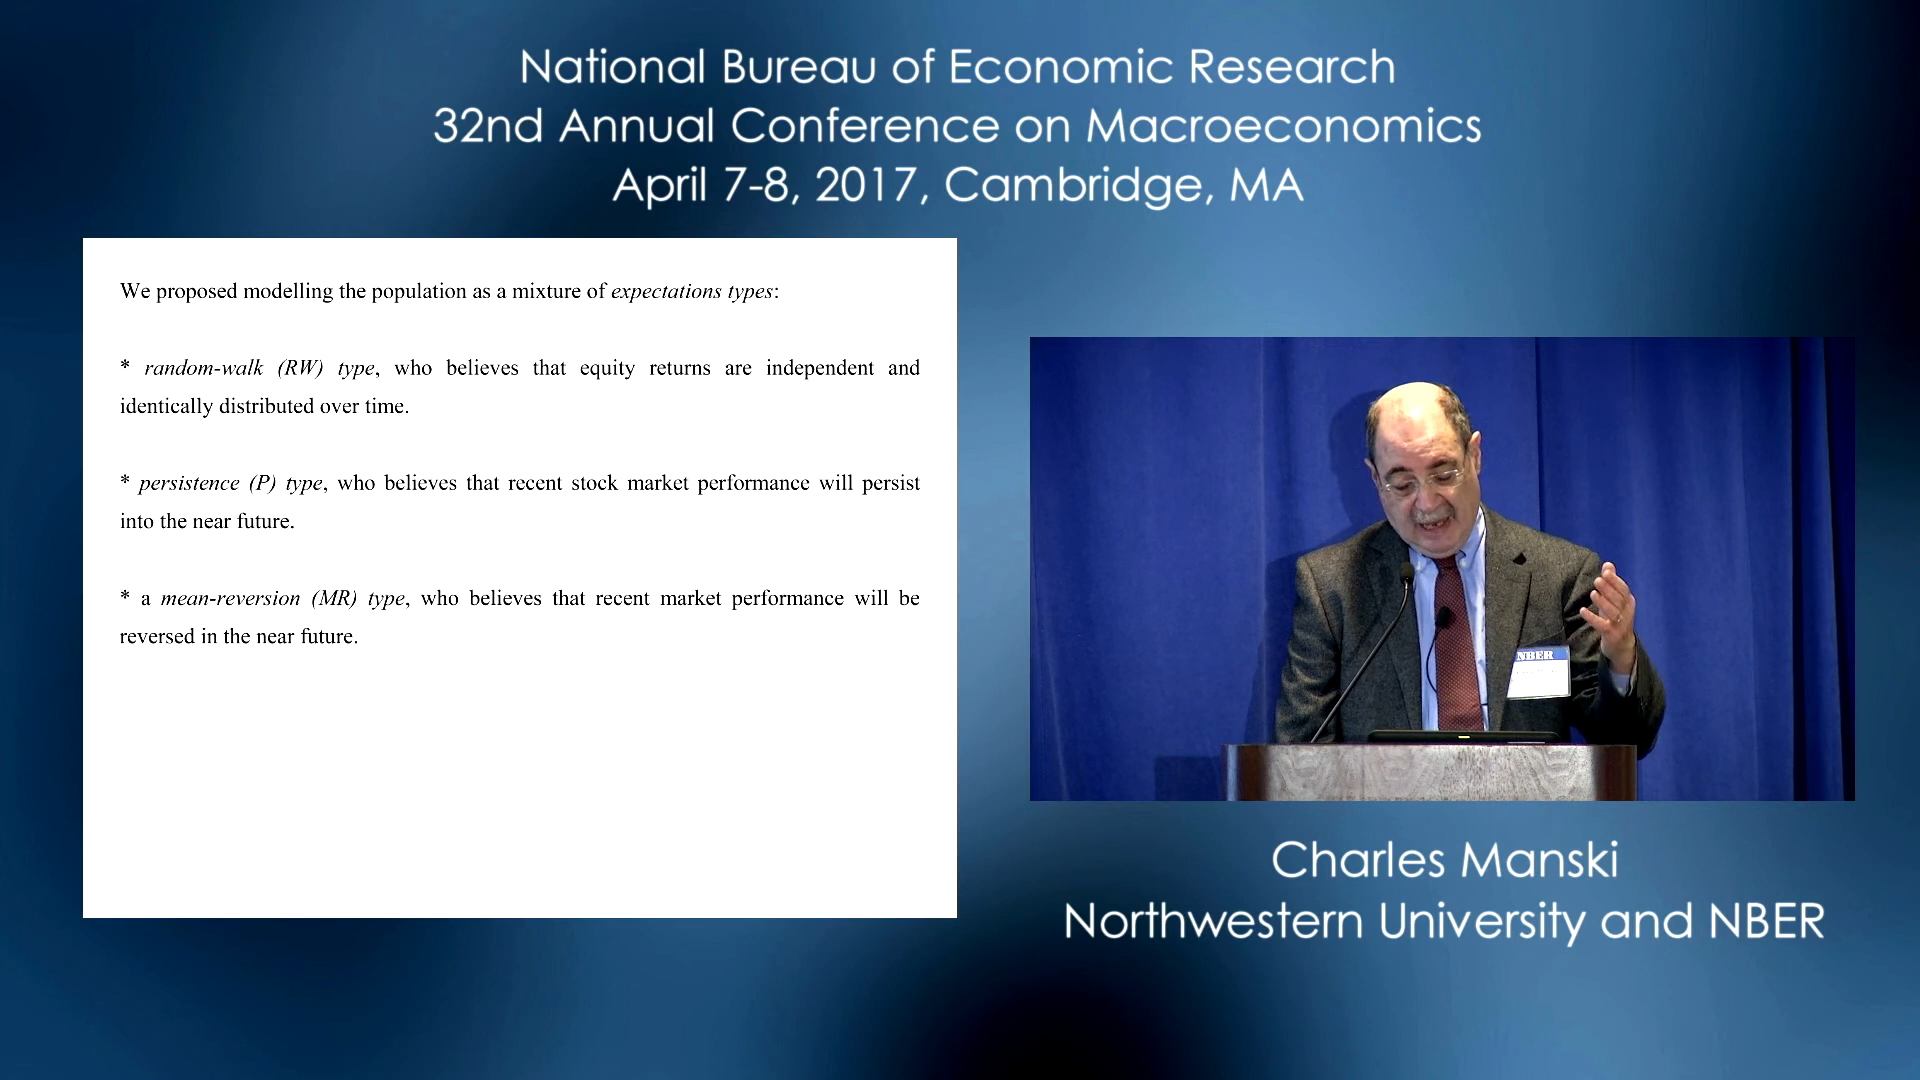 National Bureau of Economic Research
32nd Annual Conference on Macroeconomics
April 7-8, 2017, Cambridge, MA
We proposed modelling the population as a mixture of expectations types:
* random-walk (RW) type, who believes that equity returns are independent and
identically distributed over time.
* persistence (P) type, who believes that recent stock market performance will persist
into the near future.
* a mean-reversion (MR) type, who believes that recent market performance will be
reversed in the near future.
NBER
Charles Manski
Northwestern University and NBER